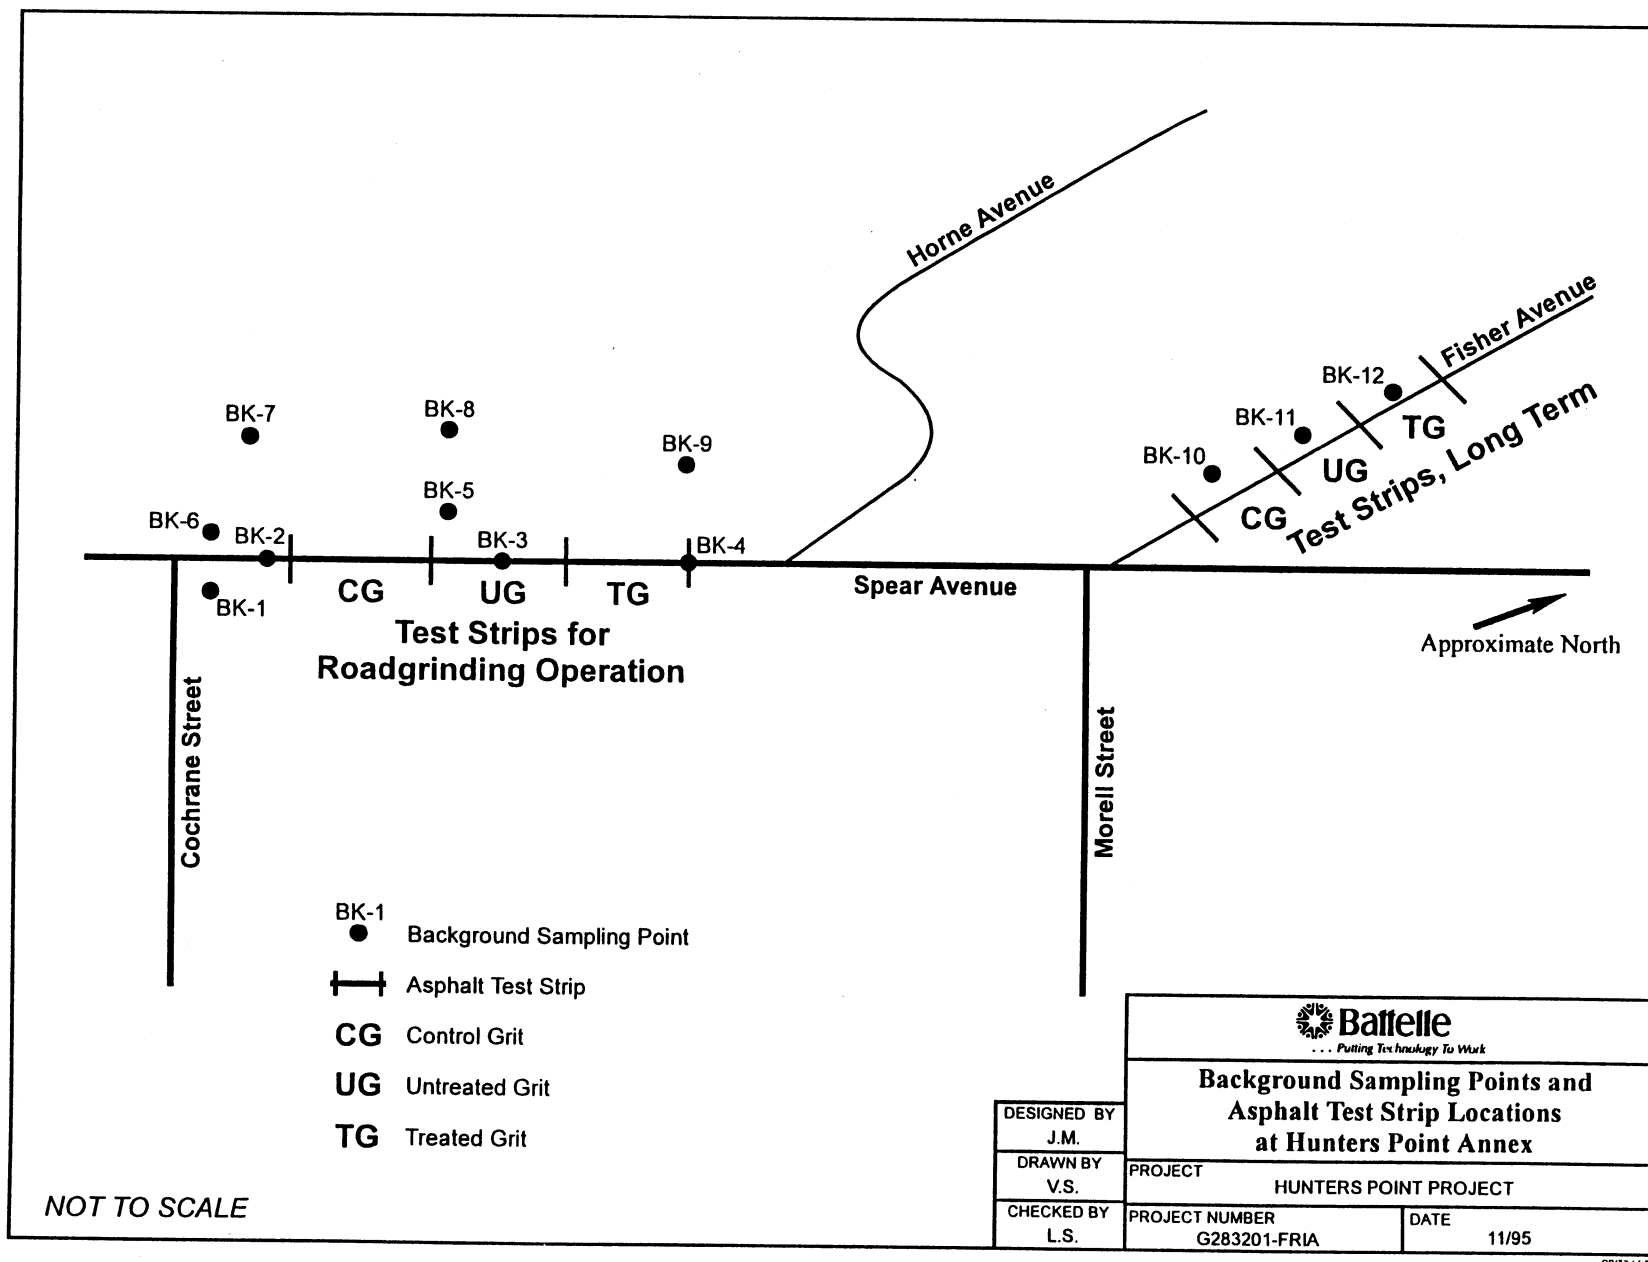 Horne Avenue
Fisher Avenue
BK-12
BK-7
BK-8
BK-11
BK-9
BK-10
TG
UG
CG
Test Strips, Long Term
BK-5
BK-6
BK-2
BK-3
BK-4
BK-1
CG
UG
TG
Spear Avenue
Test Strips for
Roadgrinding Operation
Approximate North
Cochrane Street
Morell Street
BK-1
Background Sampling Point
Asphalt Test Strip
CG Control Grit
UG Untreated Grit
TG Treated Grit
NOT TO SCALE
Battelle
... Putting Technology To Work
Background Sampling Points and
Asphalt Test Strip Locations
at Hunters Point Annex
DESIGNED BY
J.M.
DRAWN BY
V.S.
CHECKED BY
L.S.
PROJECT
HUNTERS POINT PROJECT
PROJECT NUMBER
G283201-FRIA
DATE
11/95